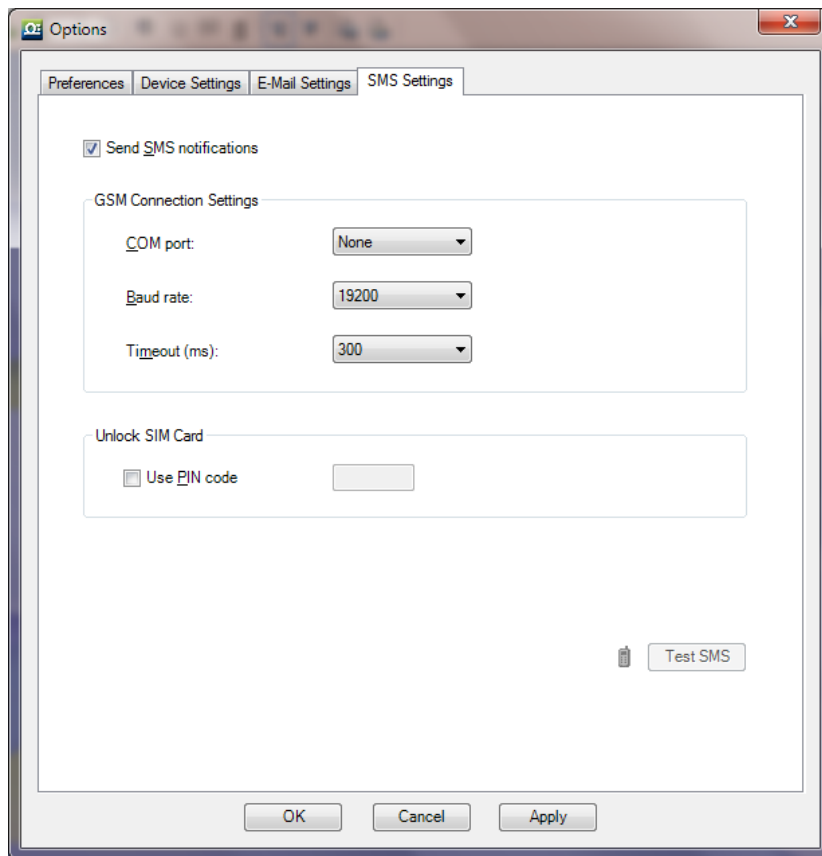 OE Options
Preferences Device Settings E-Mail Settings SMS Settings
Send SMS notifications
GSM Connection Settings
COM port: None
Baud rate: 19200
Timeout (ms): 300
Unlock SIM Card
Use PIN code
Test SMS
OK Cancel Apply